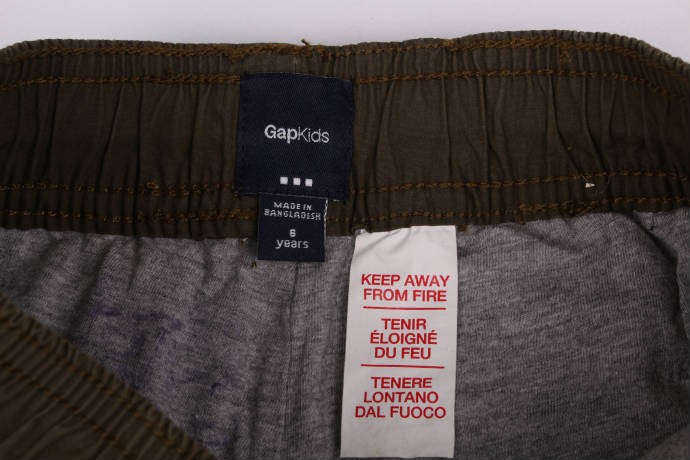 GapKids
MADE IN
BANGLADESH
6
years
KEEP AWAY
FROM FIRE
TENIR
ÉLOIGNÉ
DU FEU
TENERE
LONTANO
DAL FUOCO